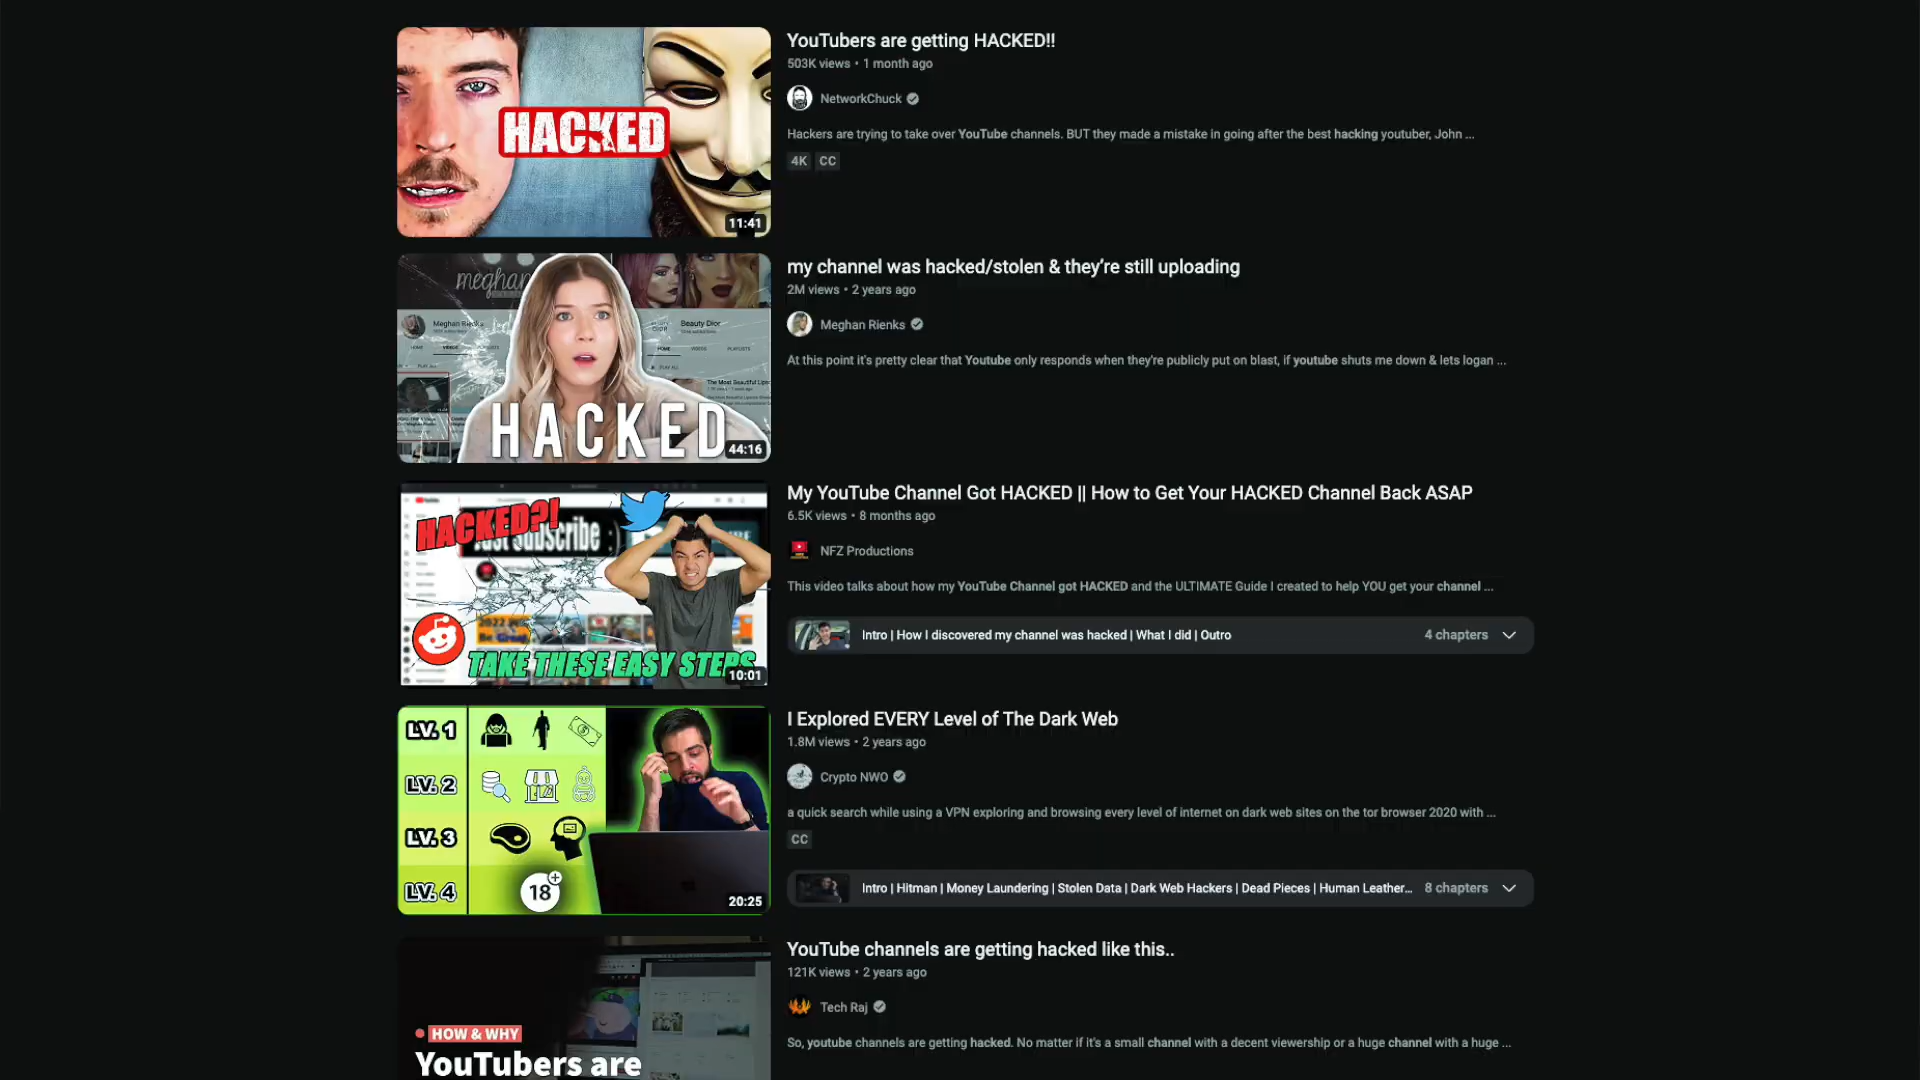 HACKED
11:41
YouTubers are getting HACKED!!
503K views • 1 month ago
NetworkChuck
Hackers are trying to take over YouTube channels. BUT they made a mistake in going after the best hacking youtuber, John ...
4K CC
meghan
Meghan Rienks
Beauty Dior
HOME VIDEOS PLAYLISTS
PLAY ALL
HACKED
44:16
my channel was hacked/stolen & they're still uploading
2M views • 2 years ago
Meghan Rienks
At this point it's pretty clear that Youtube only responds when they're publicly put on blast, if youtube shuts me down & lets logan ...
HACKED?!
Just Subscribe :)
TAKE THESE EASY STEPS
10:01
My YouTube Channel Got HACKED || How to Get Your HACKED Channel Back ASAP
6.5K views • 8 months ago
NFZ Productions
This video talks about how my YouTube Channel got HACKED and the ULTIMATE Guide I created to help YOU get your channel ...
Intro | How I discovered my channel was hacked | What I did | Outro
4 chapters
LV. 1
LV. 2
LV. 3
LV. 4
18+
20:25
I Explored EVERY Level of The Dark Web
1.8M views • 2 years ago
Crypto NWO
a quick search while using a VPN exploring and browsing every level of internet on dark web sites on the tor browser 2020 with ...
CC
Intro | Hitman | Money Laundering | Stolen Data | Dark Web Hackers | Dead Pieces | Human Leather...
8 chapters
HOW & WHY
YouTubers are
YouTube channels are getting hacked like this..
121K views • 2 years ago
Tech Raj
So, youtube channels are getting hacked. No matter if it's a small channel with a decent viewership or a huge channel with a huge ...